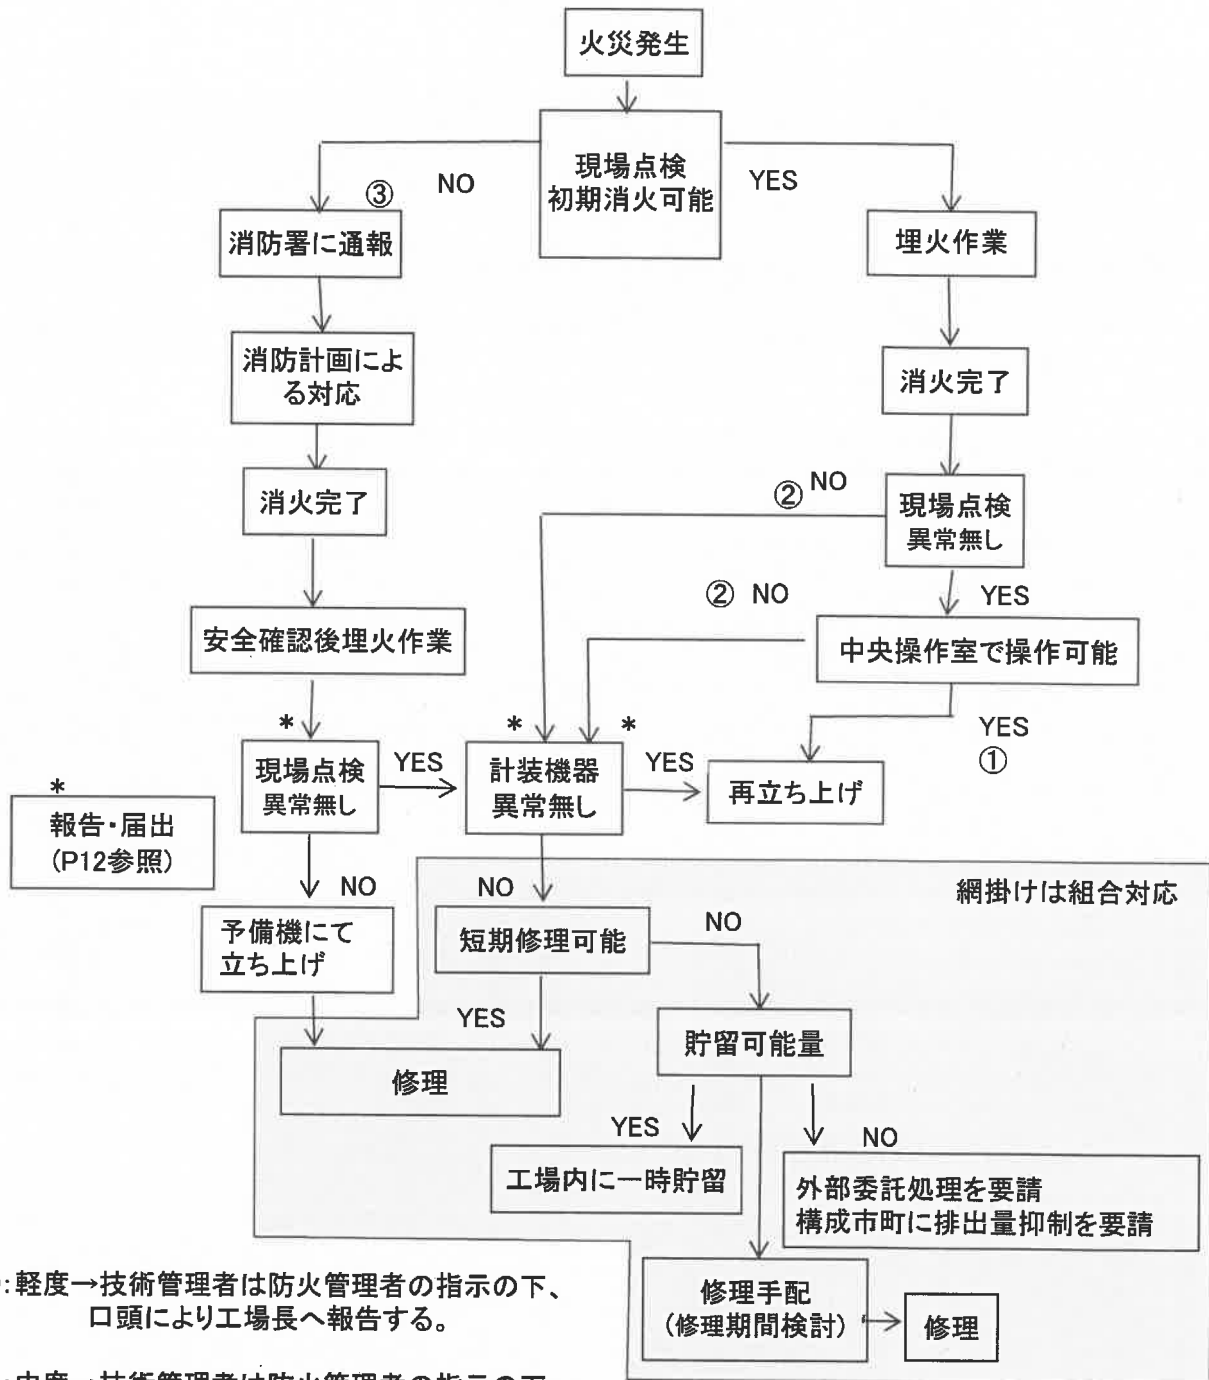 火災発生
現場点検
初期消火可能
NO
YES
③
消防署に通報
埋火作業
消防計画によ
る対応
消火完了
消火完了
② NO
現場点検
異常無し
② NO
YES
安全確認後埋火作業
中央操作室で操作可能
YES
①
*
*
*
現場点検
異常無し
YES
計装機器
異常無し
YES
再立ち上げ
*
報告・届出
(P12参照)
NO
NO
網掛けは組合対応
予備機にて
立ち上げ
短期修理可能
NO
YES
修理
貯留可能量
YES
NO
工場内に一時貯留
外部委託処理を要請
構成市町に排出量抑制を要請
:軽度→技術管理者は防火管理者の指示の下、
口頭により工場長へ報告する。
修理手配
(修理期間検討)
修理